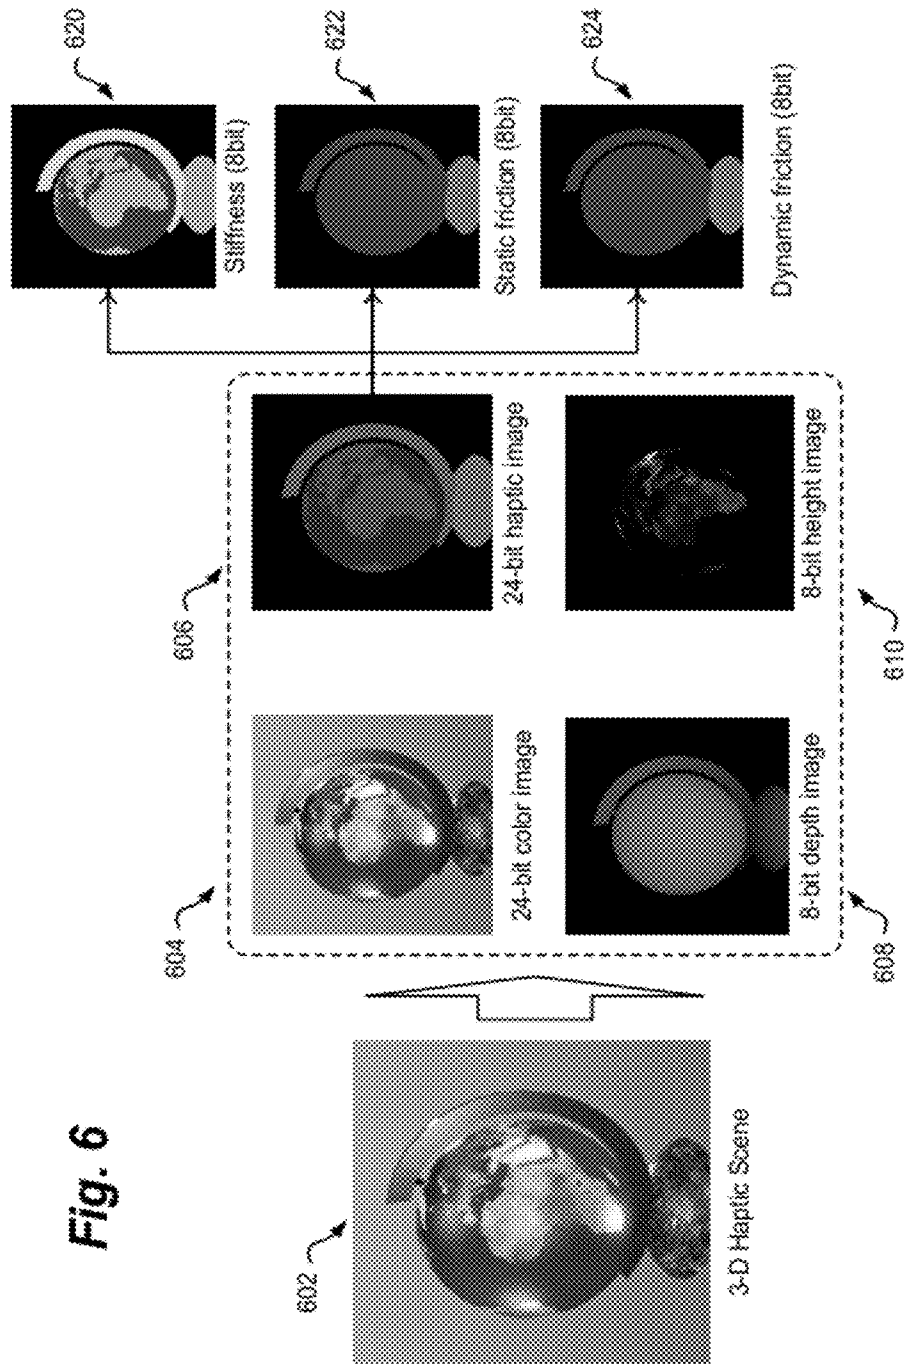 Fig. 6
602
3-D Haptic Scene
604
24-bit color image
606
24-bit haptic image
608
8-bit depth image
610
8-bit height image
620
Stiffness (8bit)
622
Static friction (8bit)
624
Dynamic friction (8bit)